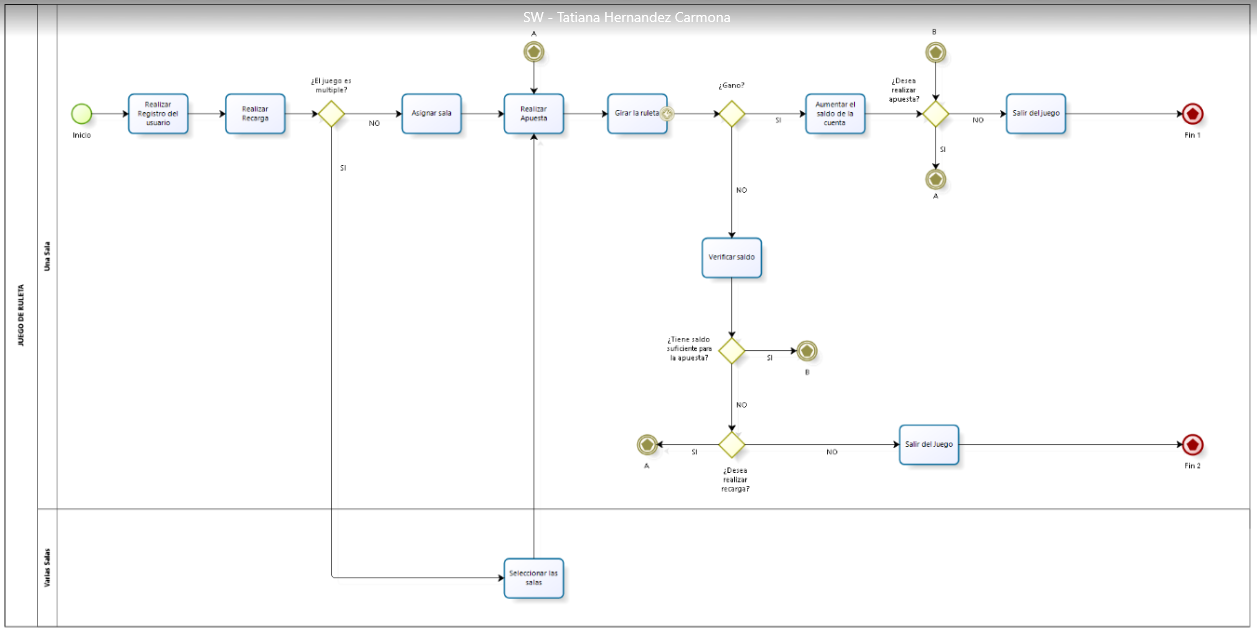 SW - Tatiana Hernandez Carmona
JUEGO DE RULETA
Una Sala
Varias Salas
Inicio
Realizar
Registro del
usuario
Realizar
Recarga
¿El juego es
multiple?
NO
SI
Asignar sala
A
Realizar
Apuesta
Girar la ruleta
¿Gano?
SI
NO
Aumentar el
saldo de la
cuenta
B
¿Desea
realizar
apuesta?
NO
SI
A
Salir del juego
Fin 1
Verificar saldo
¿Tiene saldo
suficiente para
la apuesta?
SI
B
NO
A
SI
¿Desea
realizar
recarga?
NO
Salir del Juego
Fin 2
Seleccionar las
salas